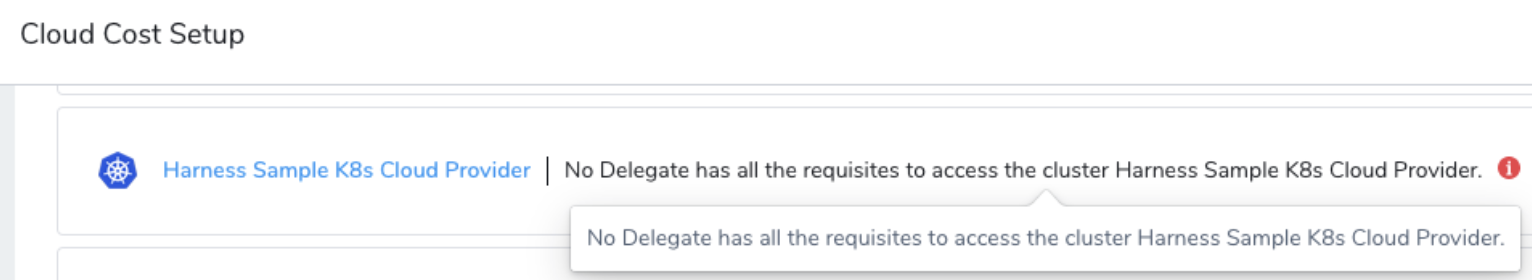 Cloud Cost Setup
Harness Sample K8s Cloud Provider | No Delegate has all the requisites to access the cluster Harness Sample K8s Cloud Provider.
No Delegate has all the requisites to access the cluster Harness Sample K8s Cloud Provider.